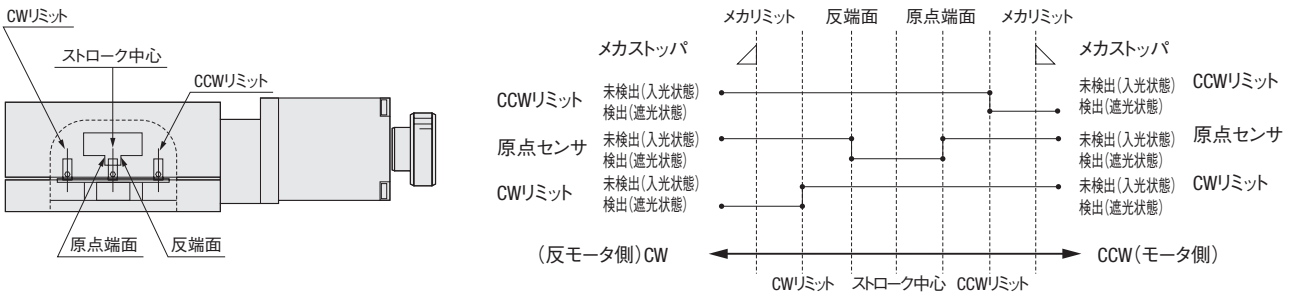 CWリミット
ストローク中心
CCWリミット
原点端面
反端面
メカリミット 反端面 原点端面 メカリミット
メカストッパ
メカストッパ
CCWリミット
未検出(入光状態)
検出(遮光状態)
未検出(入光状態)
検出(遮光状態)
CCWリミット
原点センサ
未検出(入光状態)
検出(遮光状態)
未検出(入光状態)
検出(遮光状態)
原点センサ
CWリミット
未検出(入光状態)
検出(遮光状態)
未検出(入光状態)
検出(遮光状態)
CWリミット
(反モータ側)CW
CCW(モータ側)
CWリミット ストローク中心 CCWリミット